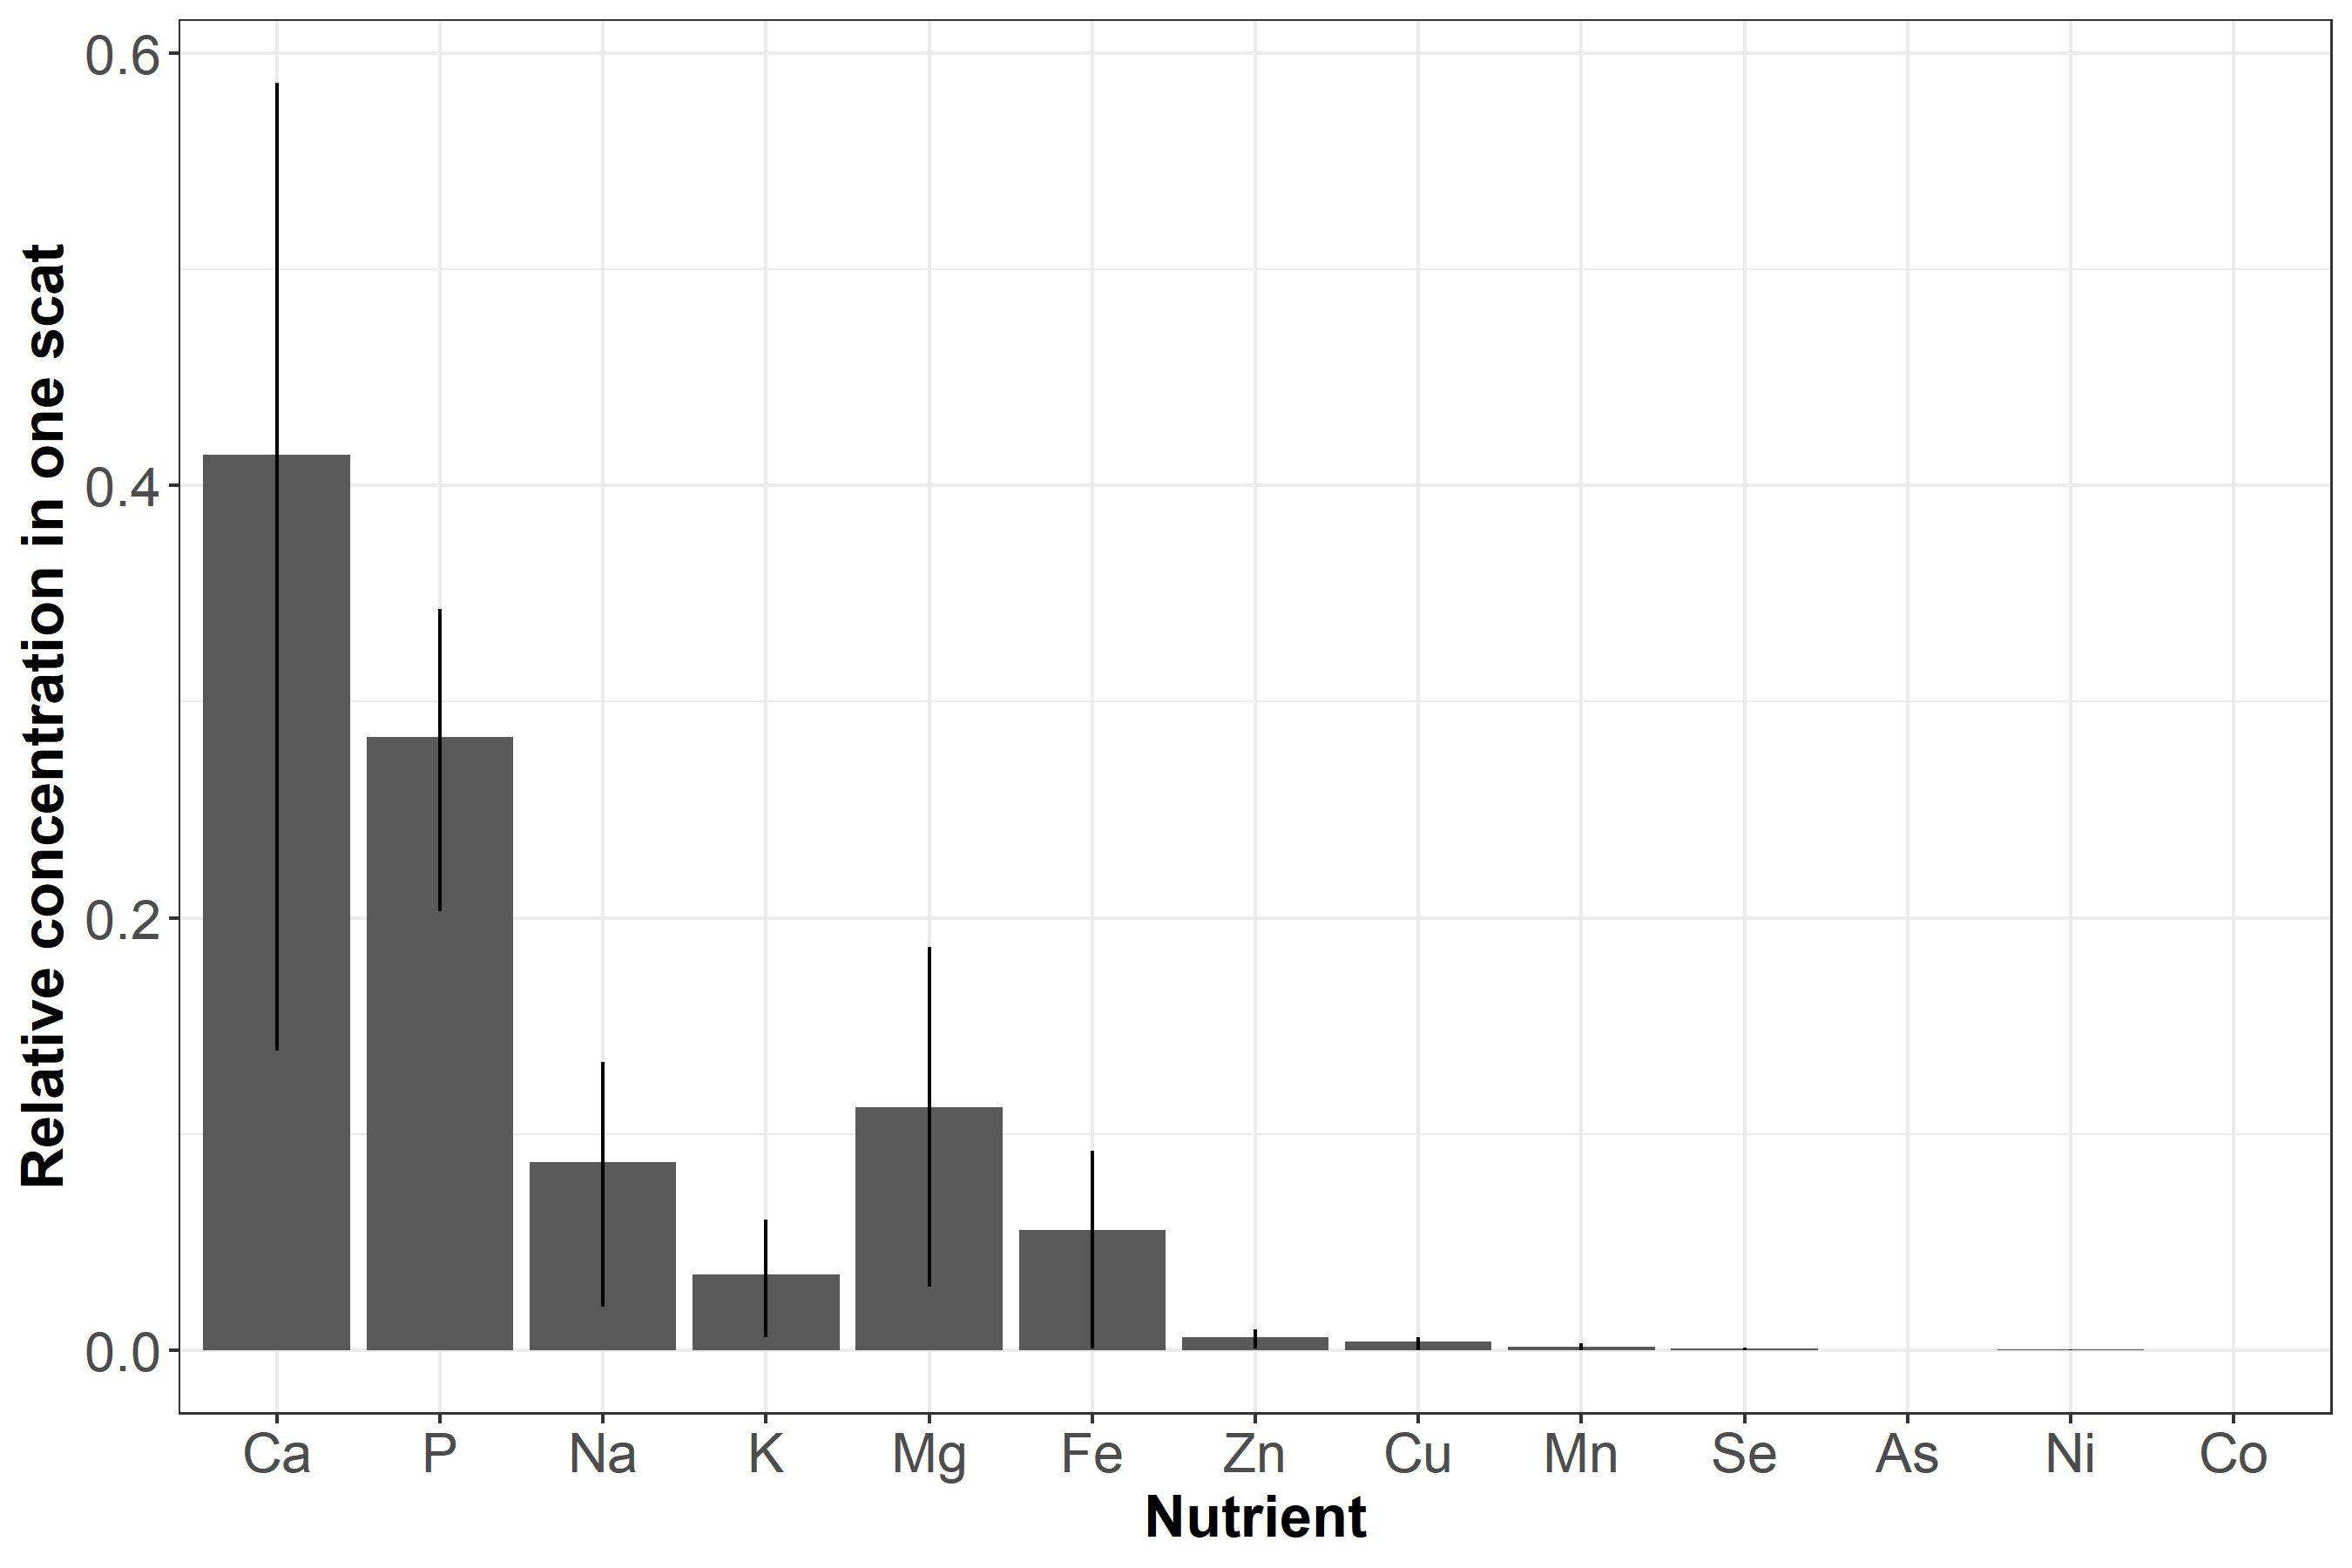 Relative concentration in one scat
0.6
0.4
0.2
0.0
Ca P Na K Mg Fe Zn Cu Mn Se As Ni Co
Nutrient